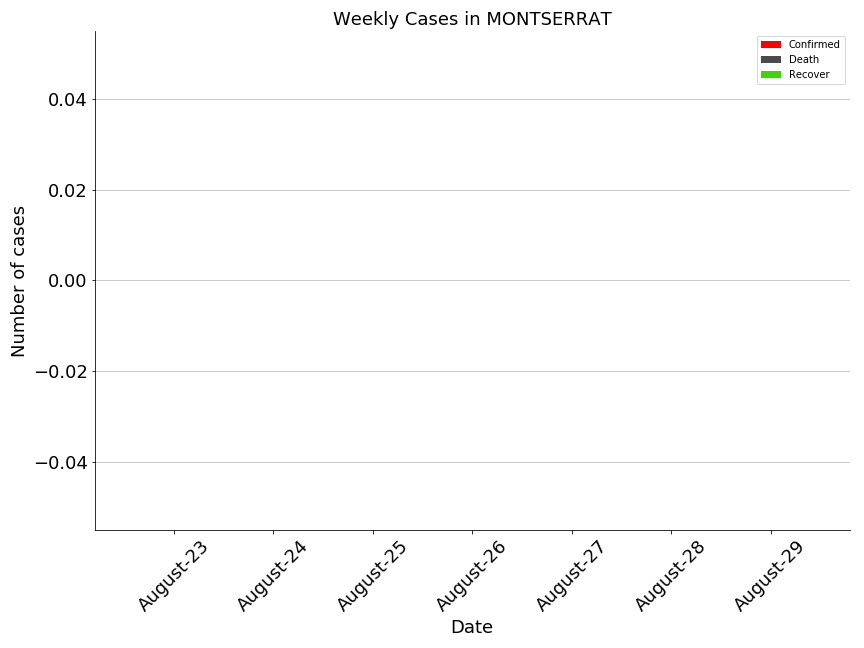 Weekly Cases in MONTSERRAT
Confirmed
Death
Recover
Number of cases
0.04
0.02
0.00
−0.02
−0.04
August-23
August-24
August-25
August-26
August-27
August-28
August-29
Date